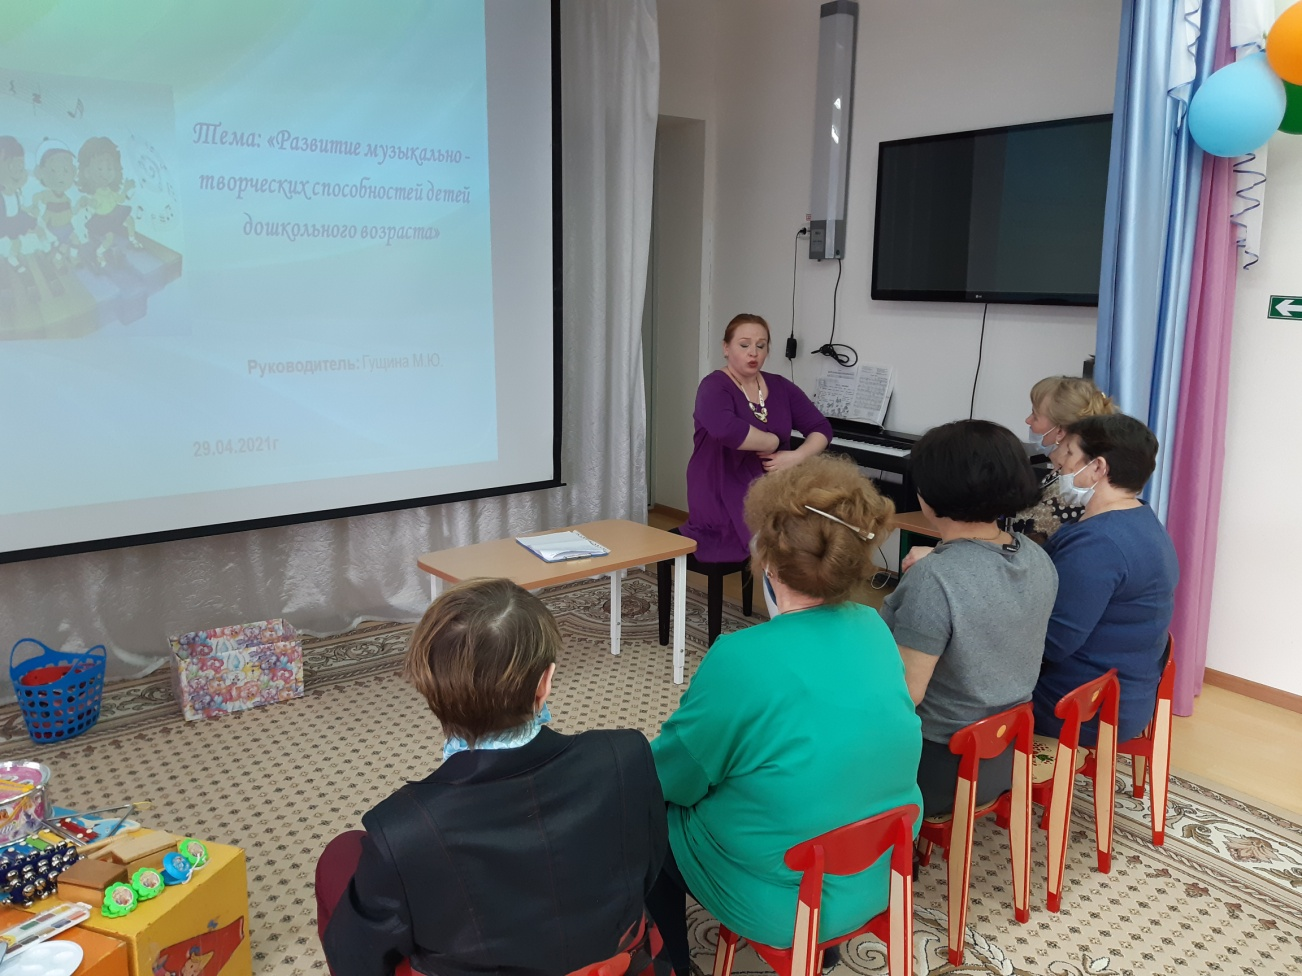 Тема: «Развитие музыкально -
творческих способностей детей
дошкольного возраста»
Руководитель: Гущина М.Ю.
29.04.2021г